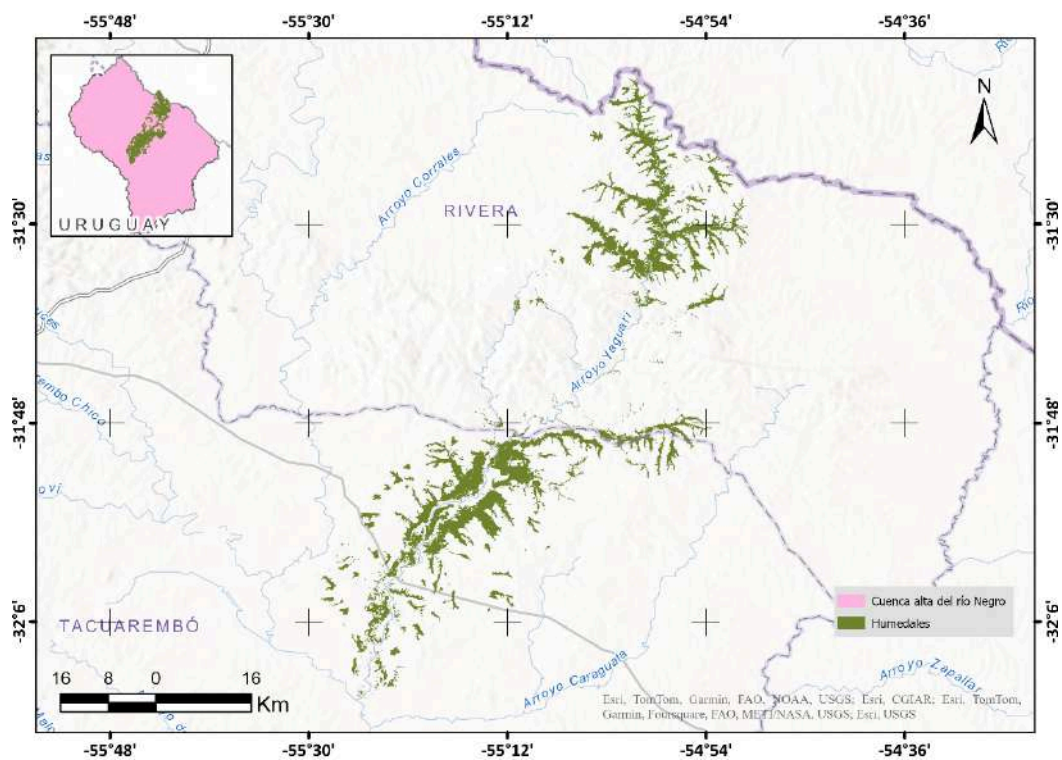 -55°48' -55°30' -55°12' -54°54' -54°36'
URUGUAY
N
Arroyo Corrales
RIVERA
-31°30' -31°30'
Arroyo Yaguarí
-31°48' -31°48'
Cuenca alta del río Negro
Humedales
-32°6' -32°6'
TACUAREMBÓ
Arroyo Caraguata
Arroyo Zapallar
16 8 0 16
Km
Esri, TomTom, Garmin, FAO, NOAA, USGS; Esri, CGIAR; Esri, TomTom,
Garmin, Foursquare, FAO, METI/NASA, USGS; Esri, USGS
-55°48' -55°30' -55°12' -54°54' -54°36'